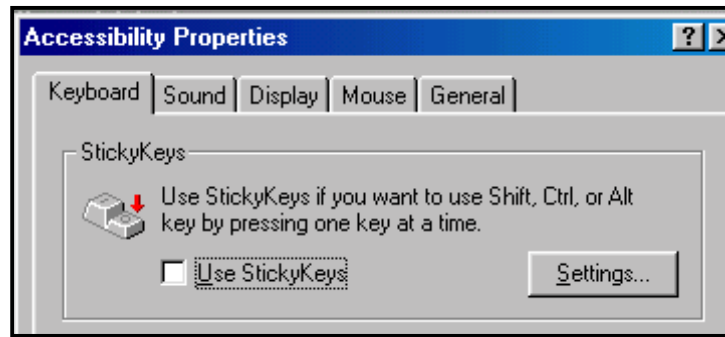 Accessibility Properties
Keyboard Sound Display Mouse General
StickyKeys
Use StickyKeys if you want to use Shift, Ctrl, or Alt
key by pressing one key at a time.
Use StickyKeys Settings...